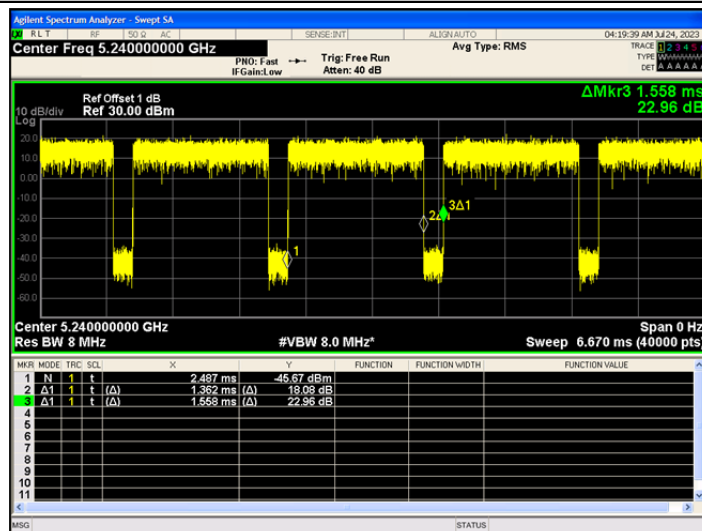 Agilent Spectrum Analyzer - Swept SA
RLT RF 50 Ω AC SENSE:INT ALIGN AUTO 04:19:39 AM Jul 24, 2023
Center Freq 5.240000000 GHz Avg Type: RMS TRACE 1 2 3 4 5
PNO: Fast Trig: Free Run TYPE
IFGain:Low Atten: 40 dB DET A A A A A
ΔMkr3 1.558 ms
Ref Offset 1 dB
10 dB/div Ref 30.00 dBm 22.96 dB
Log
20.0
10.0
0.00
3Δ1
-10.0
2Δ1
-20.0
-30.0
1
-40.0
-50.0
-60.0
Center 5.240000000 GHz Span 0 Hz
Res BW 8 MHz #VBW 8.0 MHz* Sweep 6.670 ms (40000 pts)
MKR MODE TRC SCL X Y FUNCTION FUNCTION WIDTH FUNCTION VALUE
1 N 1 t 2.487 ms -45.67 dBm
2 Δ1 1 t (Δ) 1.362 ms (Δ) 18.08 dB
3 Δ1 1 t (Δ) 1.558 ms (Δ) 22.96 dB
4
5
6
7
8
9
10
11
MSG STATUS